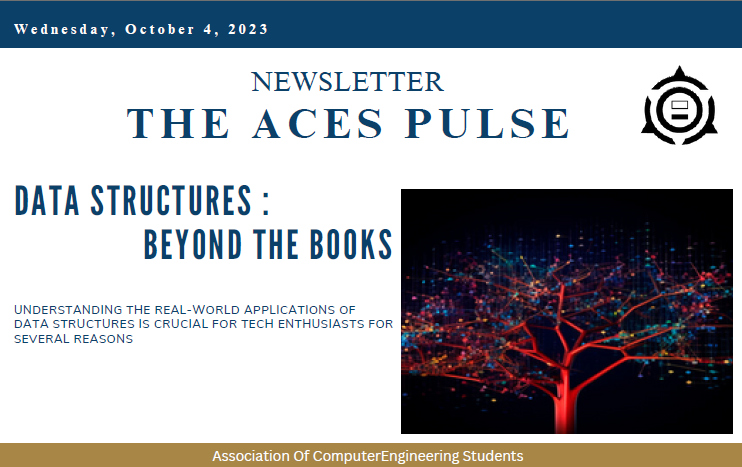 Wednesday, October 4, 2023
NEWSLETTER
THE ACES PULSE
DATA STRUCTURES :
BEYOND THE BOOKS
UNDERSTANDING THE REAL-WORLD APPLICATIONS OF
DATA STRUCTURES IS CRUCIAL FOR TECH ENTHUSIASTS FOR
SEVERAL REASONS
Association Of ComputerEngineering Students